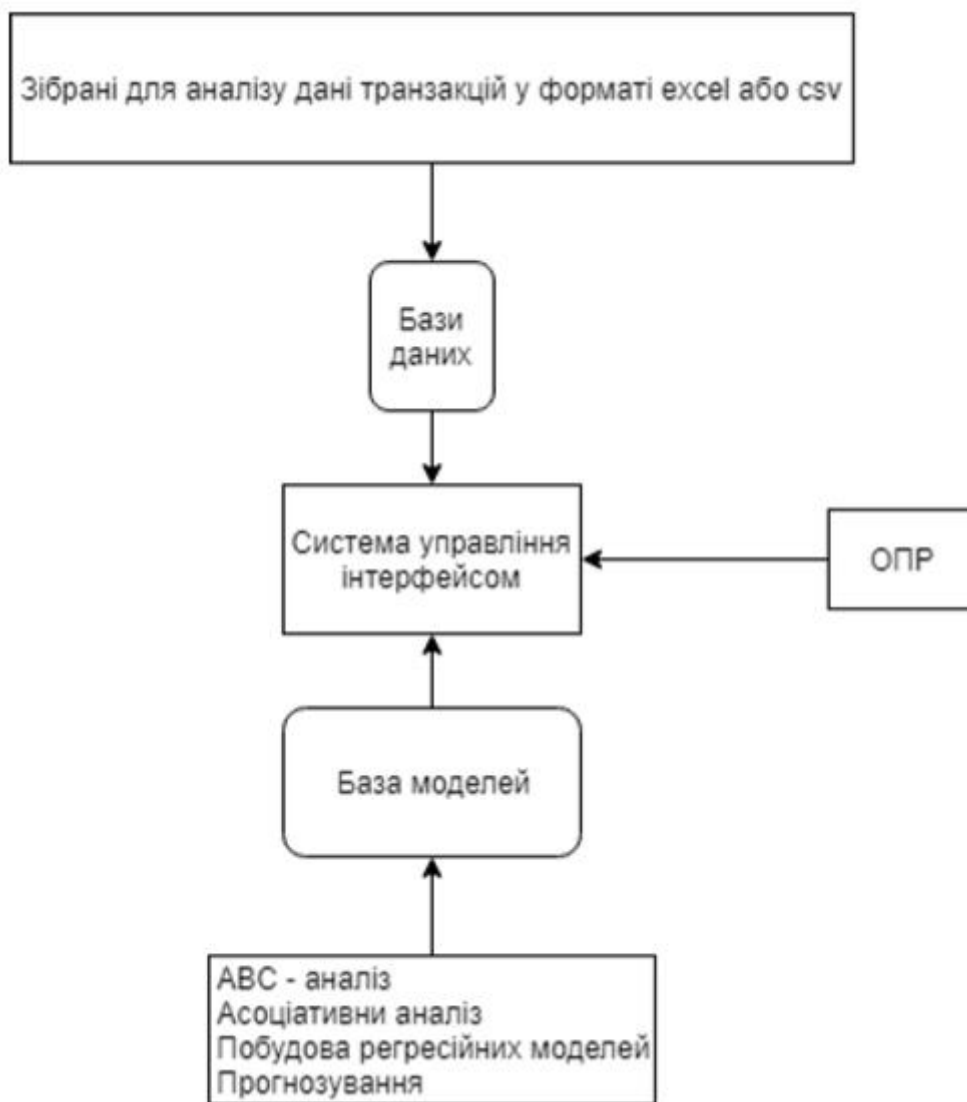 Зібрані для аналізу дані транзакцій у форматі excel або csv
Бази
даних
Система управління
інтерфейсом
ОПР
База моделей
АВС - аналіз
Асоціативни аналіз
Побудова регресійних моделей
Прогнозування